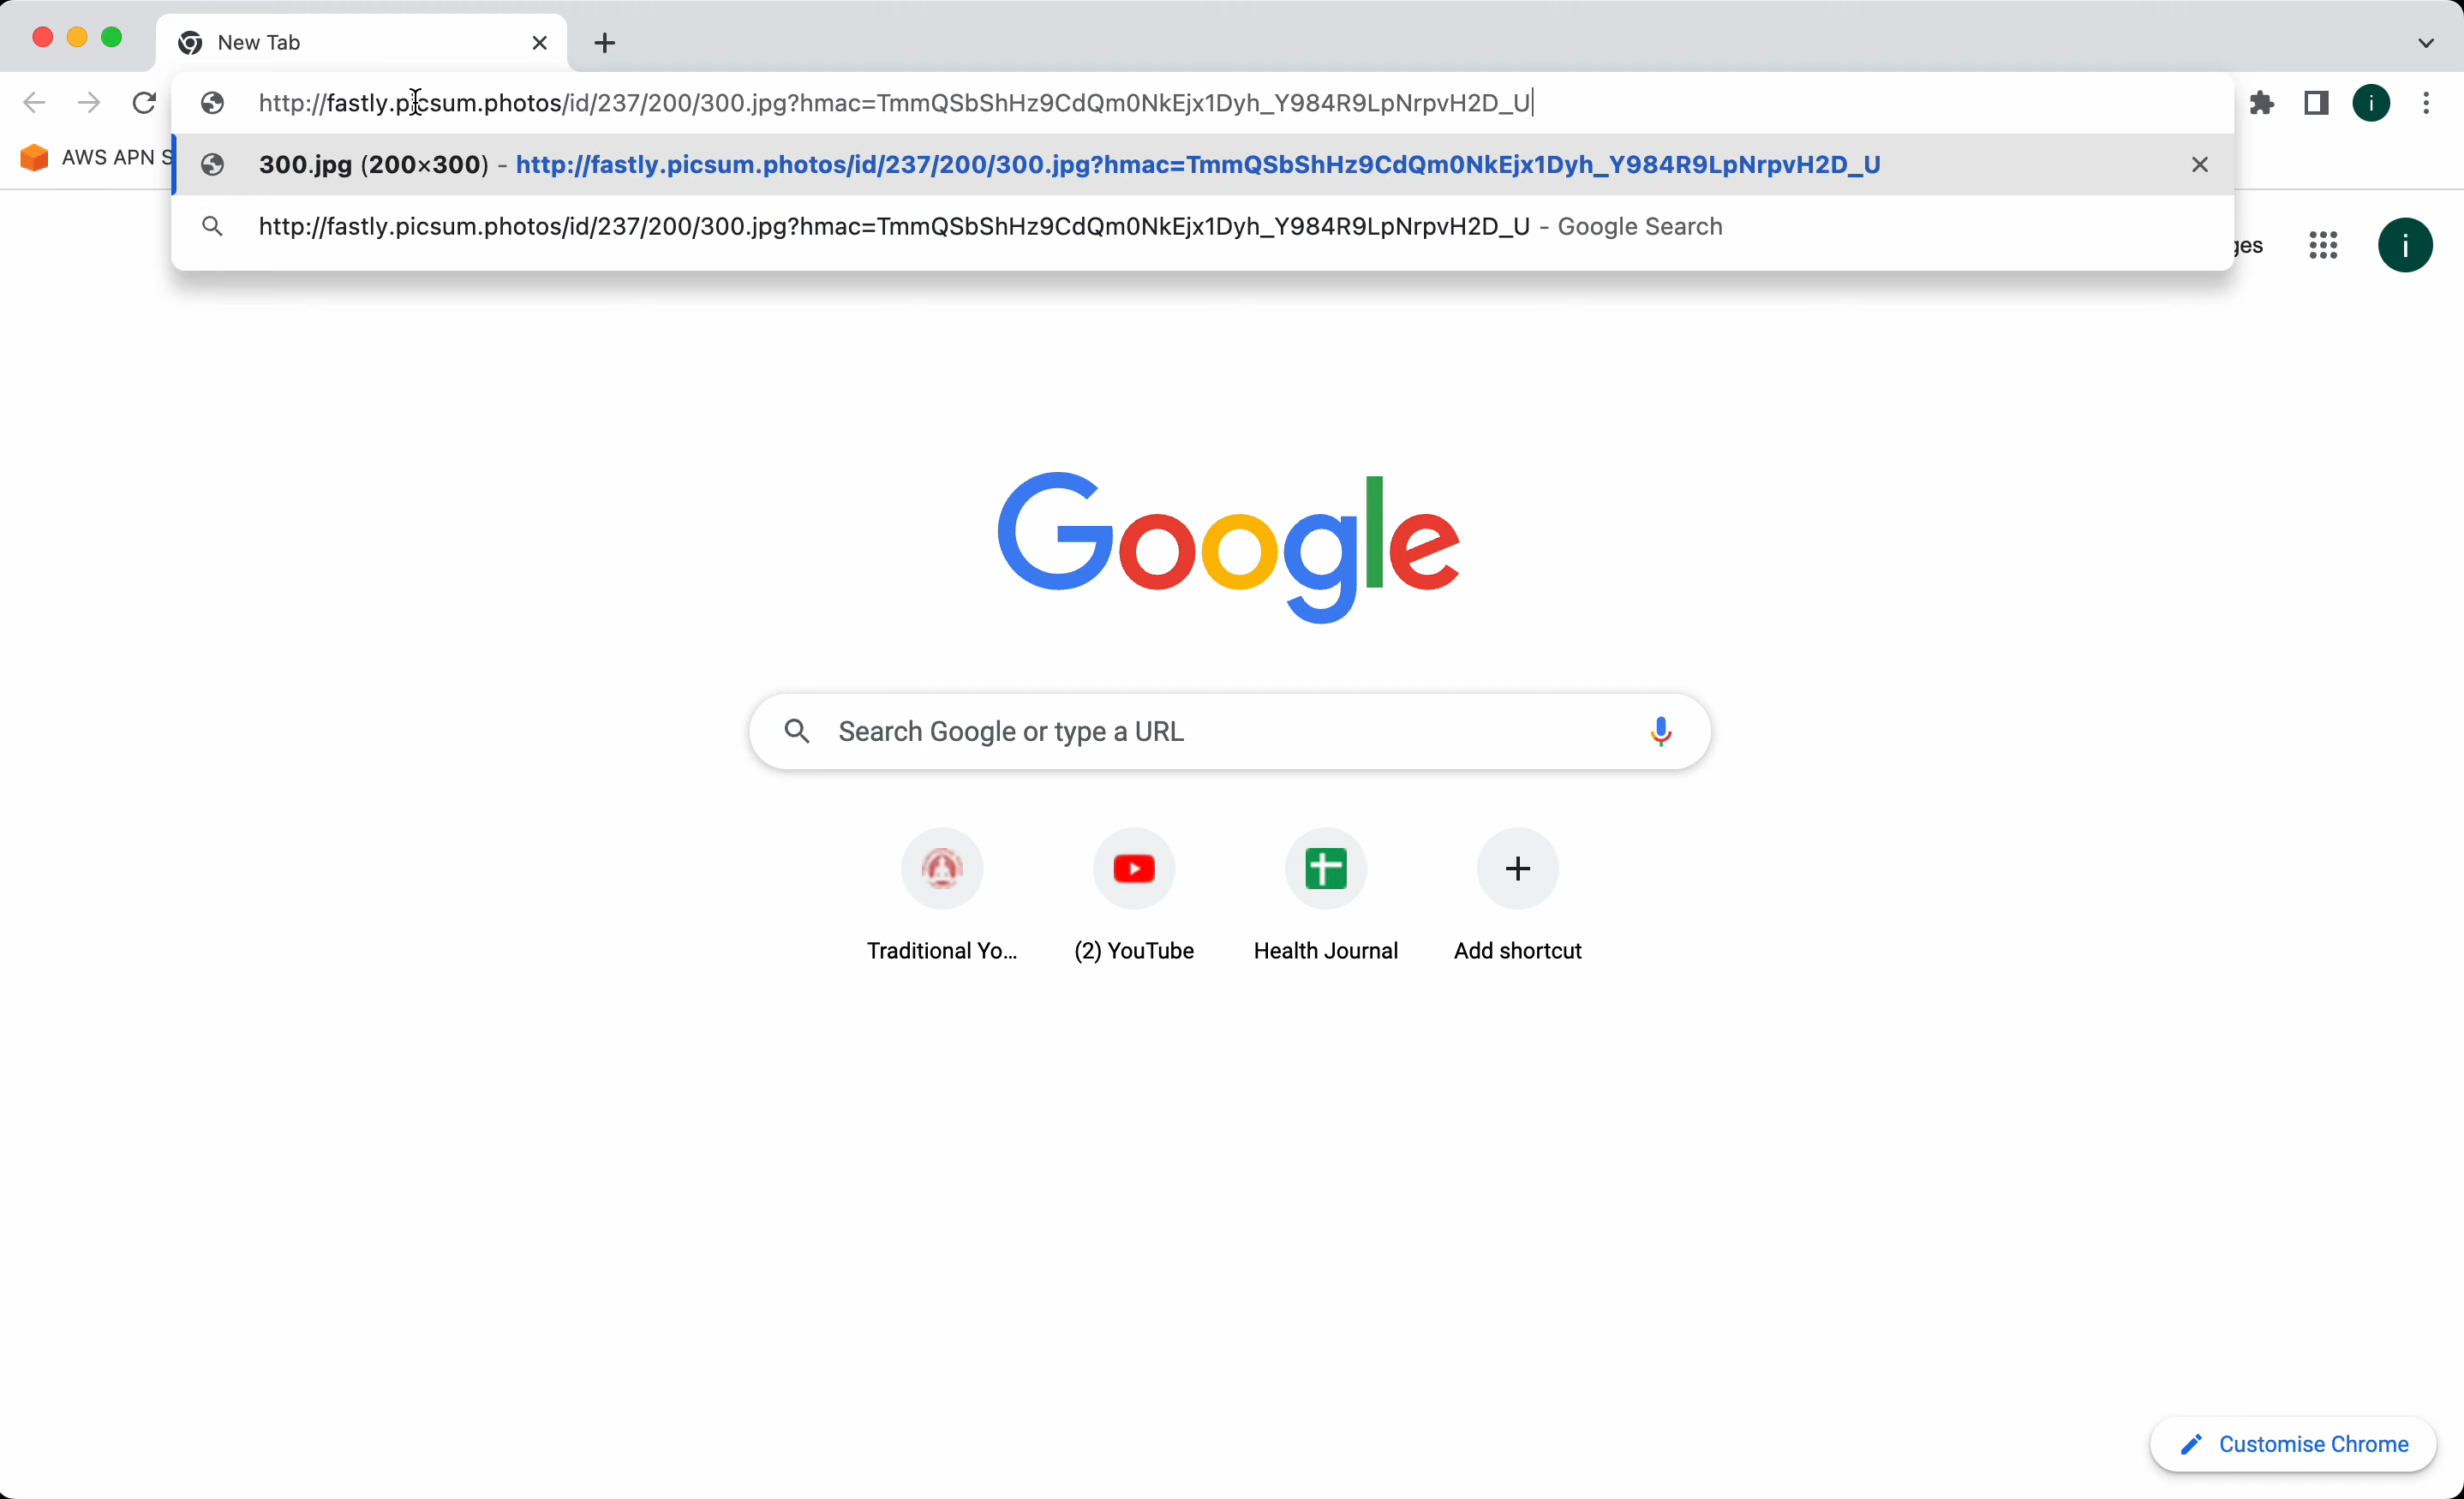 New Tab
http://fastly.picsum.photos/id/237/200/300.jpg?hmac=TmmQSbShHz9CdQm0NkEjx1Dyh_Y984R9LpNrpvH2D_U
i
AWS APN S
300.jpg (200×300) - http://fastly.picsum.photos/id/237/200/300.jpg?hmac=TmmQSbShHz9CdQm0NkEjx1Dyh_Y984R9LpNrpvH2D_U
http://fastly.picsum.photos/id/237/200/300.jpg?hmac=TmmQSbShHz9CdQm0NkEjx1Dyh_Y984R9LpNrpvH2D_U - Google Search
ges
i
Google
Search Google or type a URL
Traditional Yo... (2) YouTube Health Journal Add shortcut
Customise Chrome